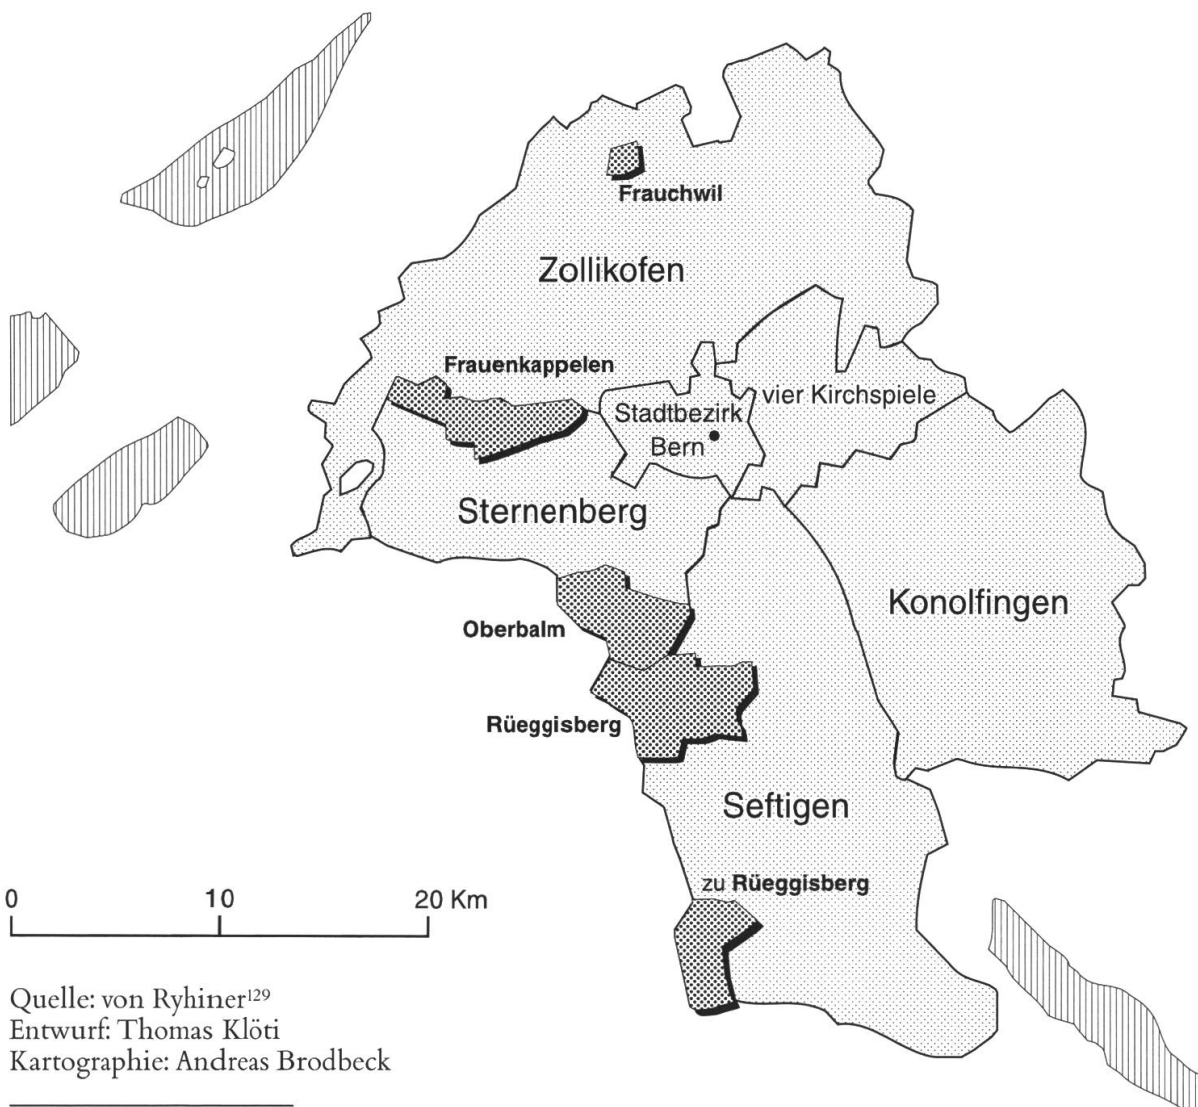 Frauchwil
Zollikofen
Frauenkappelen
vier Kirchspiele
Stadtbezirk
Bern
Sternenberg
Konolfingen
Oberbalm
Rüeggisberg
Seftigen
zu Rüeggisberg
0 10 20 Km
Quelle: von Ryhiner¹²⁹
Entwurf: Thomas Klöti
Kartographie: Andreas Brodbeck